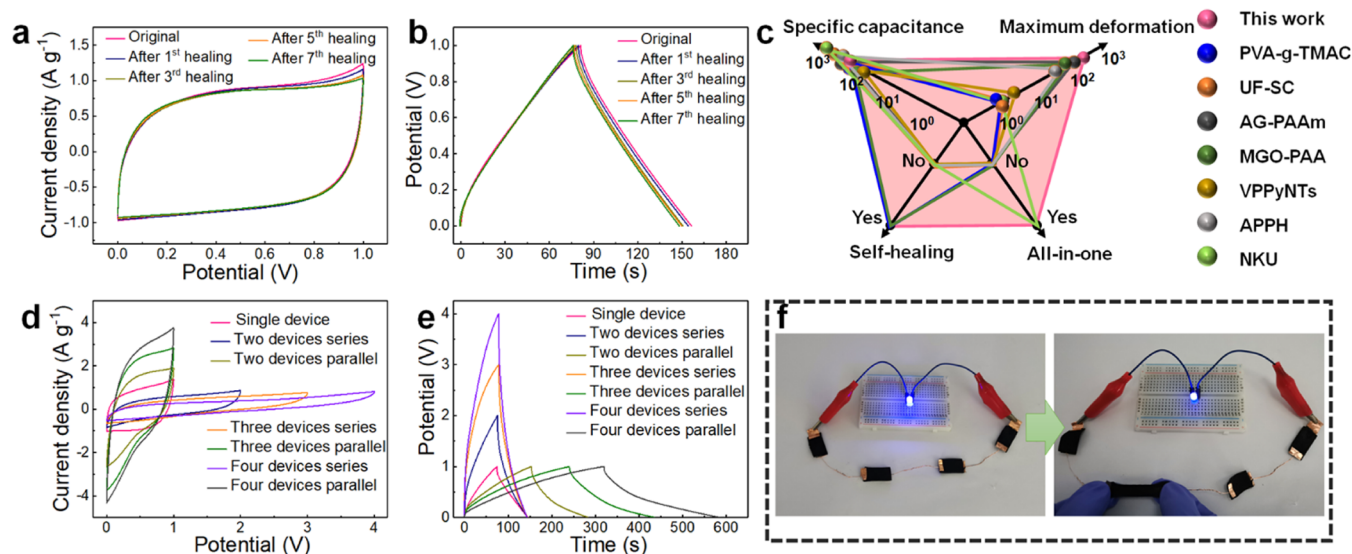 a
Current density (A g-1)
1.0
0.5
0.0
-0.5
-1.0
Original
After 1st healing
After 3rd healing
After 5th healing
After 7th healing
0.0 0.2 0.4 0.6 0.8 1.0
Potential (V)
b
Potential (V)
1.0
0.8
0.6
0.4
0.2
0.0
Original
After 1st healing
After 3rd healing
After 5th healing
After 7th healing
0 30 60 90 120 150 180
Time (s)
c
Specific capacitance
Maximum deformation
10³
10²
10¹
10⁰
10³
10²
10¹
10⁰
No
No
Yes
Yes
Self-healing
All-in-one
This work
PVA-g-TMAC
UF-SC
AG-PAAm
MGO-PAA
VPPyNTs
APPH
NKU
d
Current density (A g-1)
4
2
0
-2
-4
Single device
Two devices series
Two devices parallel
Three devices series
Three devices parallel
Four devices series
Four devices parallel
0 1 2 3 4
Potential (V)
e
Potential (V)
4
3
2
1
0
Single device
Two devices series
Two devices parallel
Three devices series
Three devices parallel
Four devices series
Four devices parallel
0 100 200 300 400 500 600
Time (s)
f